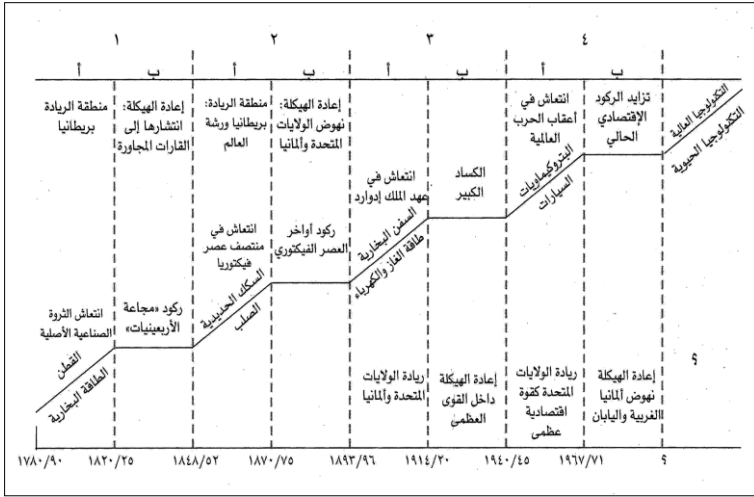 ١
٢
٣
٤
أ
ب
أ
ب
أ
ب
أ
ب
منطقة الريادة
بريطانيا
إعادة الهيكلة:
انتشارها إلى
القارات المجاورة
منطقة الريادة:
بريطانيا ورشة
العالم
إعادة الهيكلة:
نهوض الولايات
المتحدة وألمانيا
انتعاش في
عهد الملك إدوارد
الكساد
الكبير
انتعاش في
أعقاب الحرب
العالمية
تزايد الركود
الإقتصادي
الحالي
التكنولوجيا العالية
التكنولوجيا الحيوية
البتروكيماويات
السيارات
السفن البخارية
طاقة الغاز والكهرباء
انتعاش في
منتصف عصر
فيكتوريا
ركود أواخر
العصر الفيكتوري
السكك الحديدية
الصلب
انتعاش الثروة
الصناعية الأصلية
ركود «مجاعة
الأربعينيات»
القطن
الطاقة البخارية
ريادة الولايات
المتحدة وألمانيا
إعادة الهيكلة
داخل القوى
العظمى
ريادة الولايات
المتحدة كقوة
اقتصادية
عظمى
إعادة الهيكلة
نهوض ألمانيا
الغربية واليابان
؟
١٧٨٠/٩٠
١٨٢٠/٢٥
١٨٤٨/٥٢
١٨٧٠/٧٥
١٨٩٣/٩٦
١٩١٤/٢٠
١٩٤٠/٤٥
١٩٦٧/٧١
؟